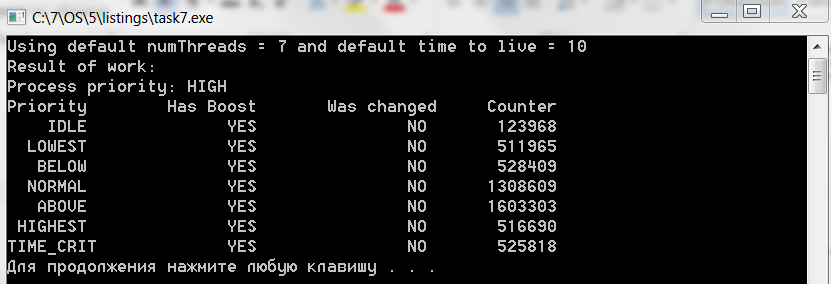 C:\7\OS\5\listings\task7.exe
Using default numThreads = 7 and default time to live = 10
Result of work:
Process priority: HIGH
Priority Has Boost Was changed Counter
IDLE YES NO 123968
LOWEST YES NO 511965
BELOW YES NO 528409
NORMAL YES NO 1308609
ABOVE YES NO 1603303
HIGHEST YES NO 516690
TIME_CRIT YES NO 525818
Для продолжения нажмите любую клавишу . . .